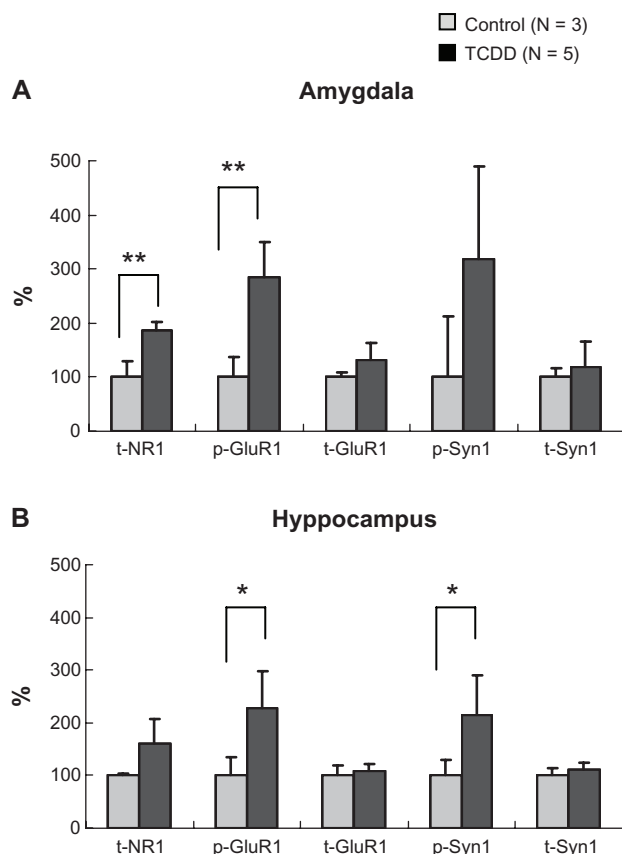 Control (N = 3)
TCDD (N = 5)
A
Amygdala
500
400
300
200
100
0
%
**
**
t-NR1 p-GluR1 t-GluR1 p-Syn1 t-Syn1
B
Hyppocampus
500
400
300
200
100
0
%
*
*
t-NR1 p-GluR1 t-GluR1 p-Syn1 t-Syn1